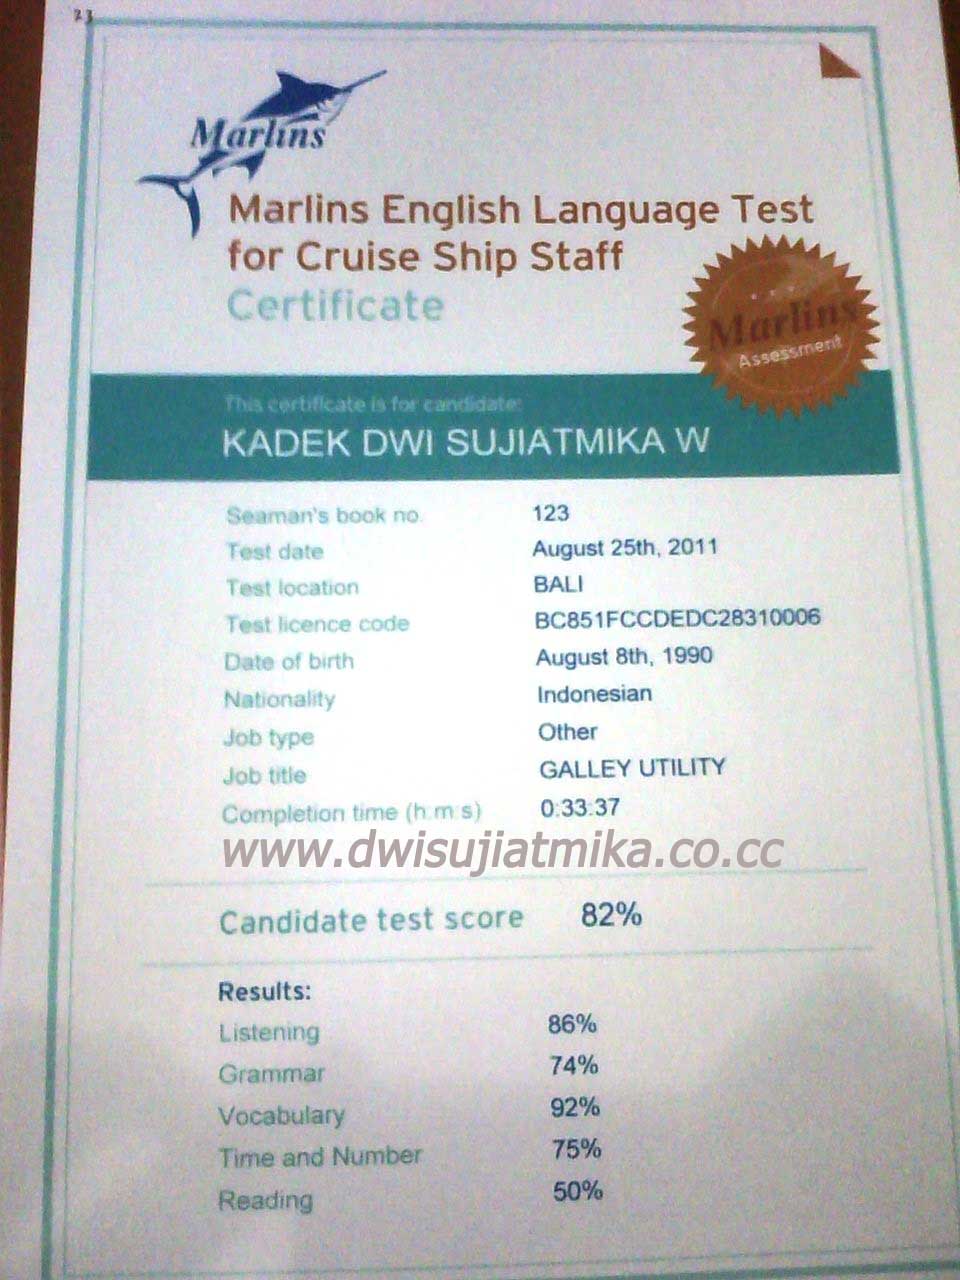 23
Marlins
Marlins English Language Test
for Cruise Ship Staff
Certificate
Marlins
Assessment
This certificate is for candidate:
KADEK DWI SUJIATMIKA W
Seaman's book no. 123
Test date August 25th, 2011
Test location BALI
Test licence code BC851FCCDEDC28310006
Date of birth August 8th, 1990
Nationality Indonesian
Job type Other
Job title GALLEY UTILITY
Completion time (h:m:s) 0:33:37
www.dwisujiatmika.co.cc
Candidate test score 82%
Results:
Listening 86%
Grammar 74%
Vocabulary 92%
Time and Number 75%
Reading 50%